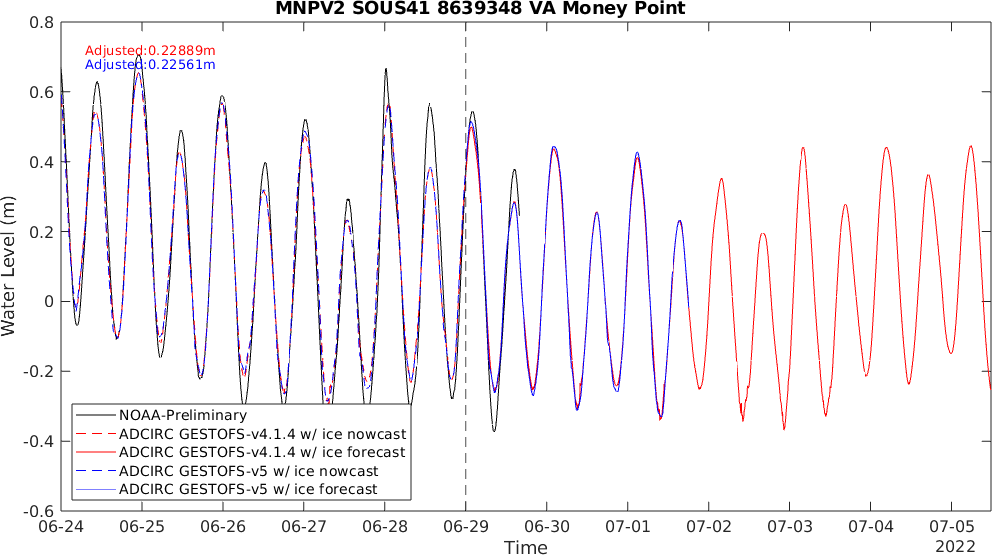 MNPV2 SOUS41 8639348 VA Money Point
Adjusted:0.22889m
Adjusted:0.22561m
Water Level (m)
0.8
0.6
0.4
0.2
0
-0.2
-0.4
-0.6
NOAA-Preliminary
ADCIRC GESTOFS-v4.1.4 w/ ice nowcast
ADCIRC GESTOFS-v4.1.4 w/ ice forecast
ADCIRC GESTOFS-v5 w/ ice nowcast
ADCIRC GESTOFS-v5 w/ ice forecast
06-24 06-25 06-26 06-27 06-28 06-29 06-30 07-01 07-02 07-03 07-04 07-05
Time
2022